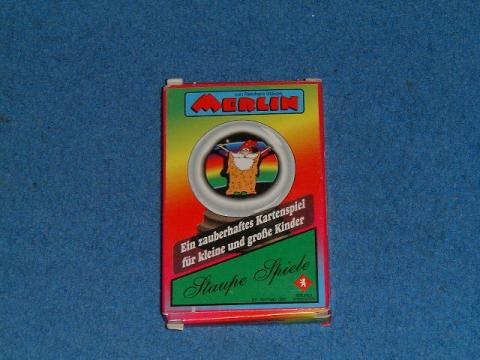 MERLIN
Ein zauberhaftes Kartenspiel
für kleine und große Kinder
Staupe Spiele